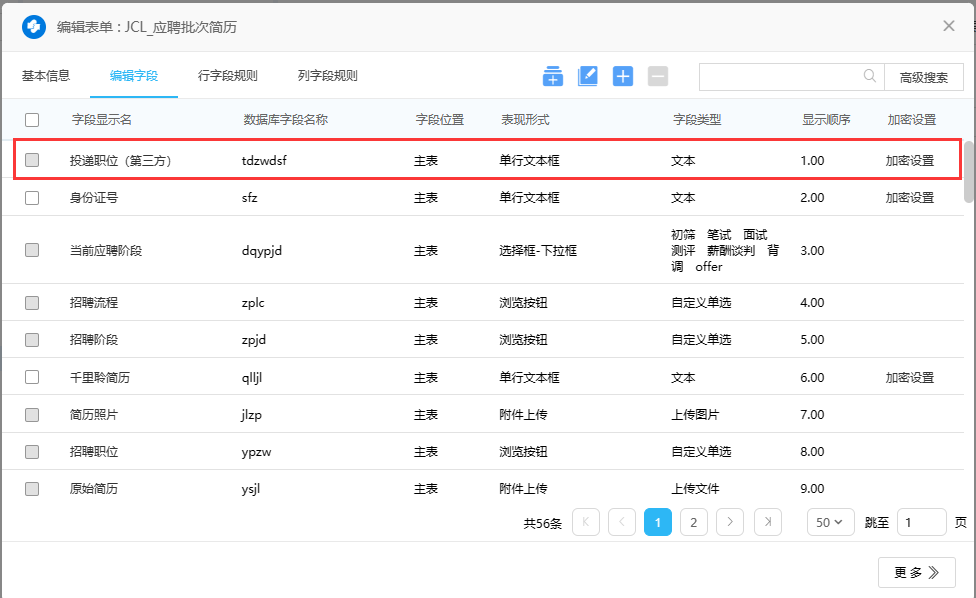 编辑表单 : JCL_应聘批次简历
基本信息 编辑字段 行字段规则 列字段规则 高级搜索
字段显示名 数据库字段名称 字段位置 表现形式 字段类型 显示顺序 加密设置
投递职位（第三方） tdzwdsf 主表 单行文本框 文本 1.00 加密设置
身份证号 sfz 主表 单行文本框 文本 2.00 加密设置
当前应聘阶段 dqypjd 主表 选择框-下拉框 初筛 笔试 面试 3.00
测评 薪酬谈判 背
调 offer
招聘流程 zplc 主表 浏览按钮 自定义单选 4.00
招聘阶段 zpjd 主表 浏览按钮 自定义单选 5.00
千里聆简历 qlljl 主表 单行文本框 文本 6.00 加密设置
简历照片 jlzp 主表 附件上传 上传图片 7.00
招聘职位 ypzw 主表 浏览按钮 自定义单选 8.00
原始简历 ysjl 主表 附件上传 上传文件 9.00
共56条 1 2 50 跳至 1 页
更多